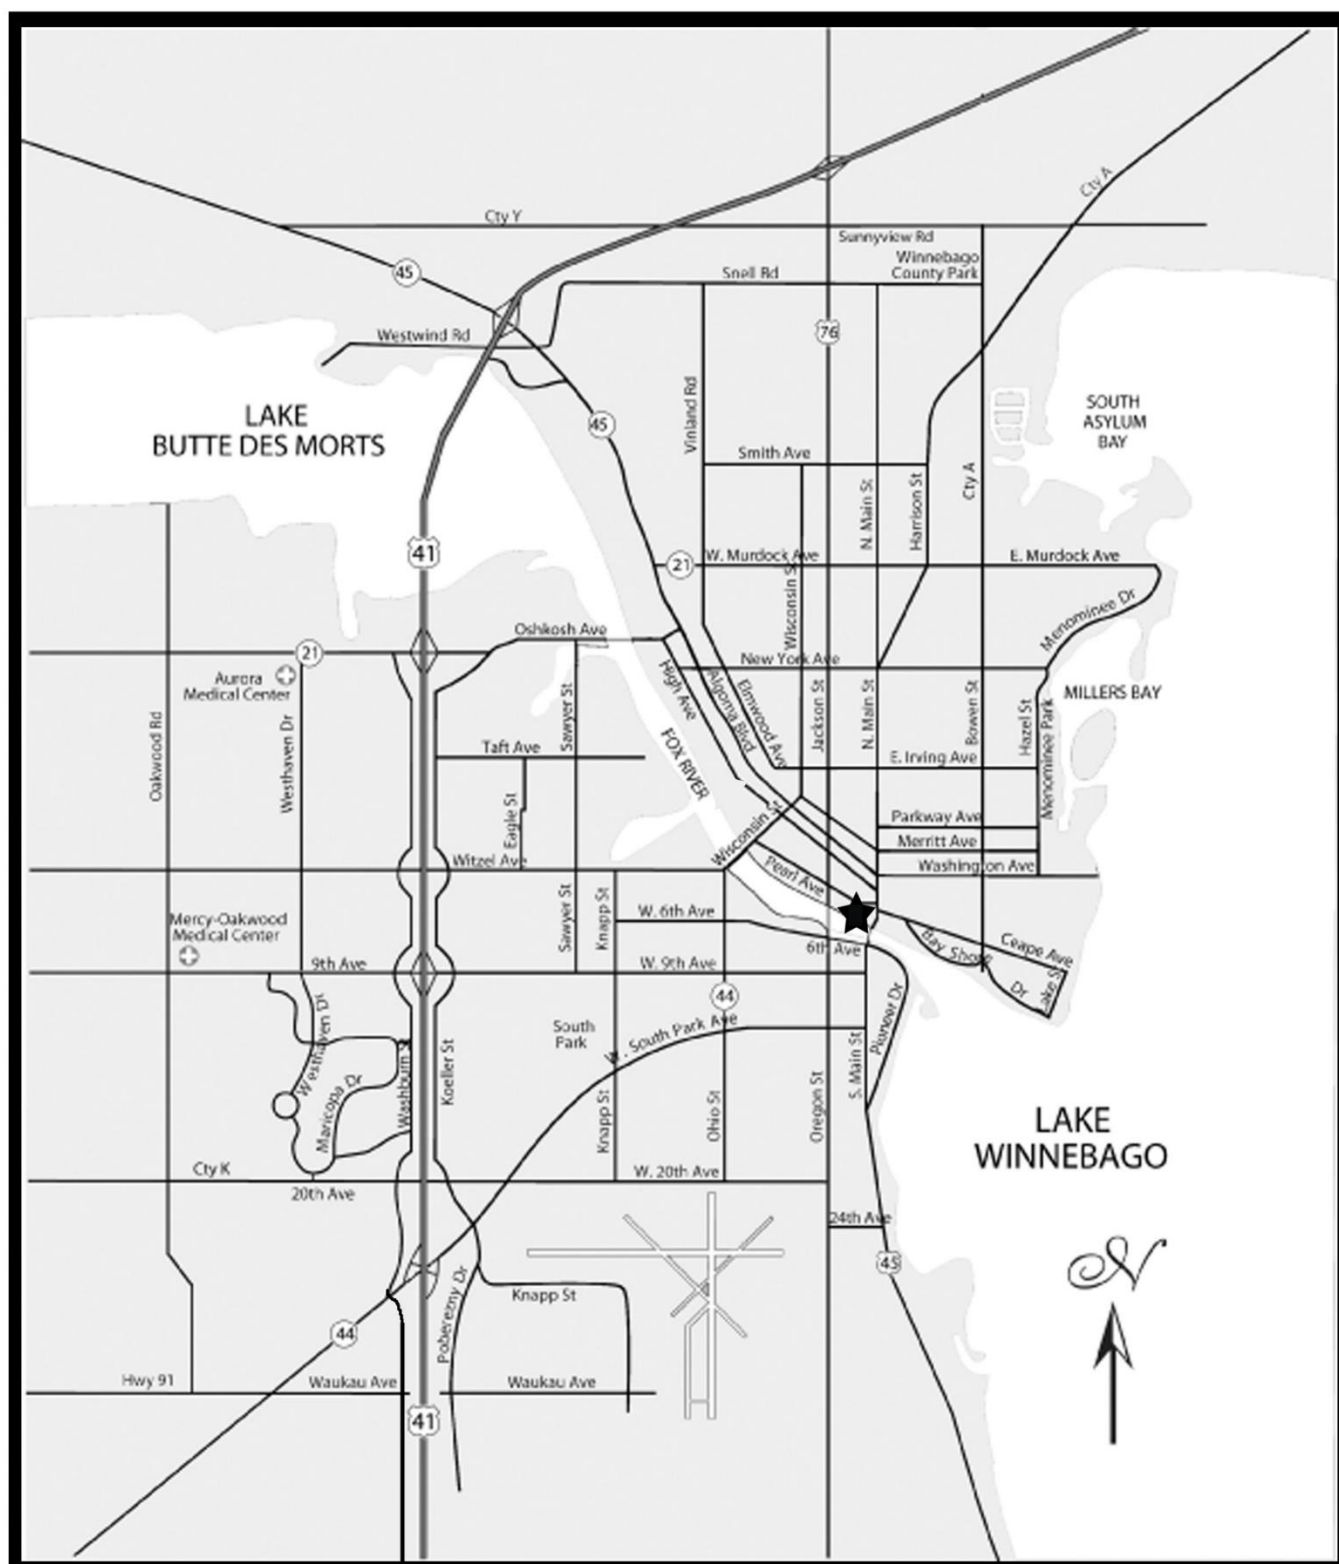 Cty A
Cty Y
Sunnyview Rd
Winnebago
County Park
45
Snell Rd
76
Westwind Rd
LAKE
BUTTE DES MORTS
45
Vinland Rd
SOUTH
ASYLUM
BAY
Smith Ave
Cty A
N. Main St
Harrison St
41
21
W. Murdock Ave
E. Murdock Ave
Wisconsin St
Menominee Dr
Oshkosh Ave
21
New York Ave
Aurora
Medical Center
High Ave
Algoma Blvd
Elmwood Ave
MILLERS BAY
Oakwood Rd
Westhaven Dr
Sawyer St
Jackson St
N. Main St
Bowen St
Hazel St
Menominee Park
Taft Ave
FOX RIVER
E. Irving Ave
Eagle St
Parkway Ave
Wisconsin St
Merritt Ave
Witzel Ave
Pearl Ave
Washington Ave
Mercy-Oakwood
Medical Center
Sawyer St
Knapp St
W. 6th Ave
6th Ave
Bay Shore
Dr
Ceape Ave
Lake St
9th Ave
W. 9th Ave
44
Westhaven Dr
South
Park
W. South Park Ave
Pioneer Dr
Maricopa Dr
Washburn St
Koeller St
Knapp St
Ohio St
Oregon St
S. Main St
LAKE
WINNEBAGO
Cty K
20th Ave
W. 20th Ave
24th Ave
45
N
Poberezny Dr
Knapp St
44
Hwy 91
Waukau Ave
Waukau Ave
41